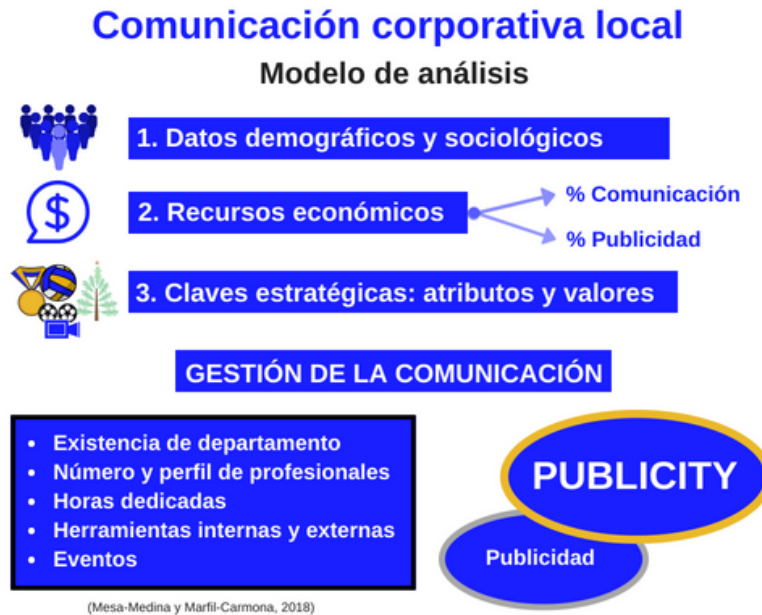 Comunicación corporativa local
Modelo de análisis
1. Datos demográficos y sociológicos
$
2. Recursos económicos
% Comunicación
% Publicidad
3. Claves estratégicas: atributos y valores
GESTIÓN DE LA COMUNICACIÓN
• Existencia de departamento
• Número y perfil de profesionales
• Horas dedicadas
• Herramientas internas y externas
• Eventos
PUBLICITY
Publicidad
(Mesa-Medina y Marfil-Carmona, 2018)